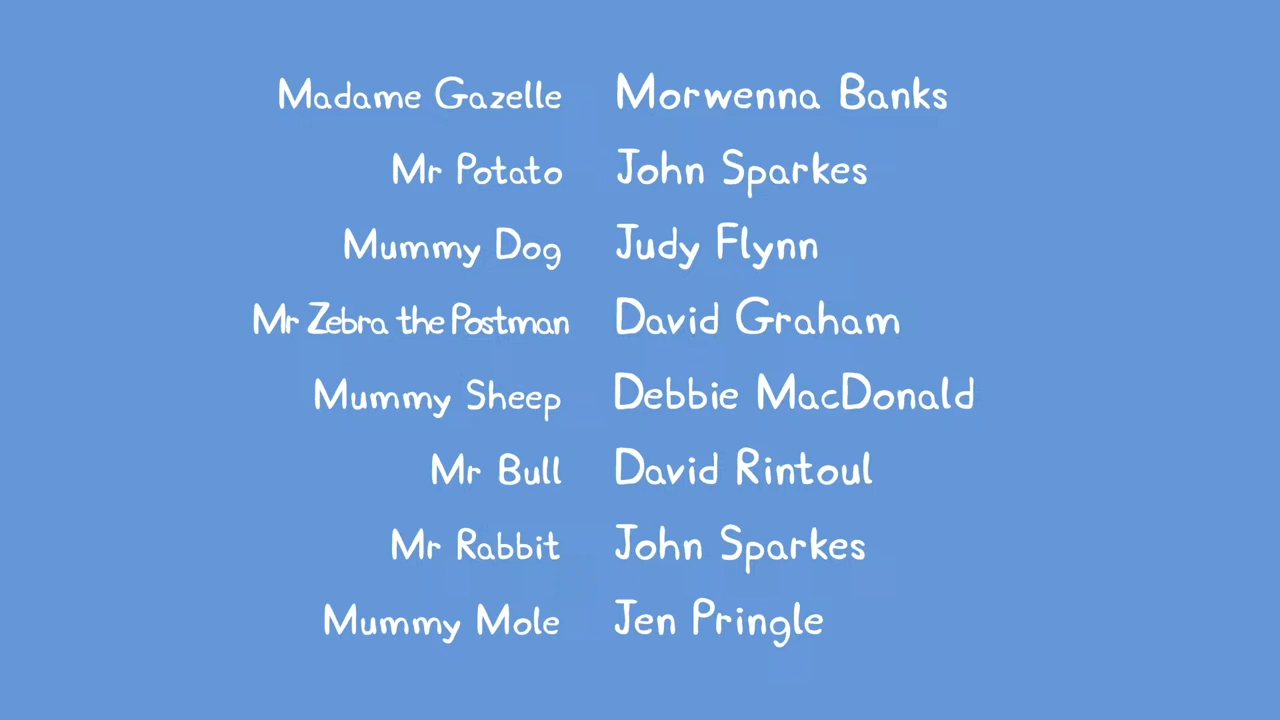 Madame Gazelle Morwenna Banks
Mr Potato John Sparkes
Mummy Dog Judy Flynn
Mr Zebra the Postman David Graham
Mummy Sheep Debbie MacDonald
Mr Bull David Rintoul
Mr Rabbit John Sparkes
Mummy Mole Jen Pringle